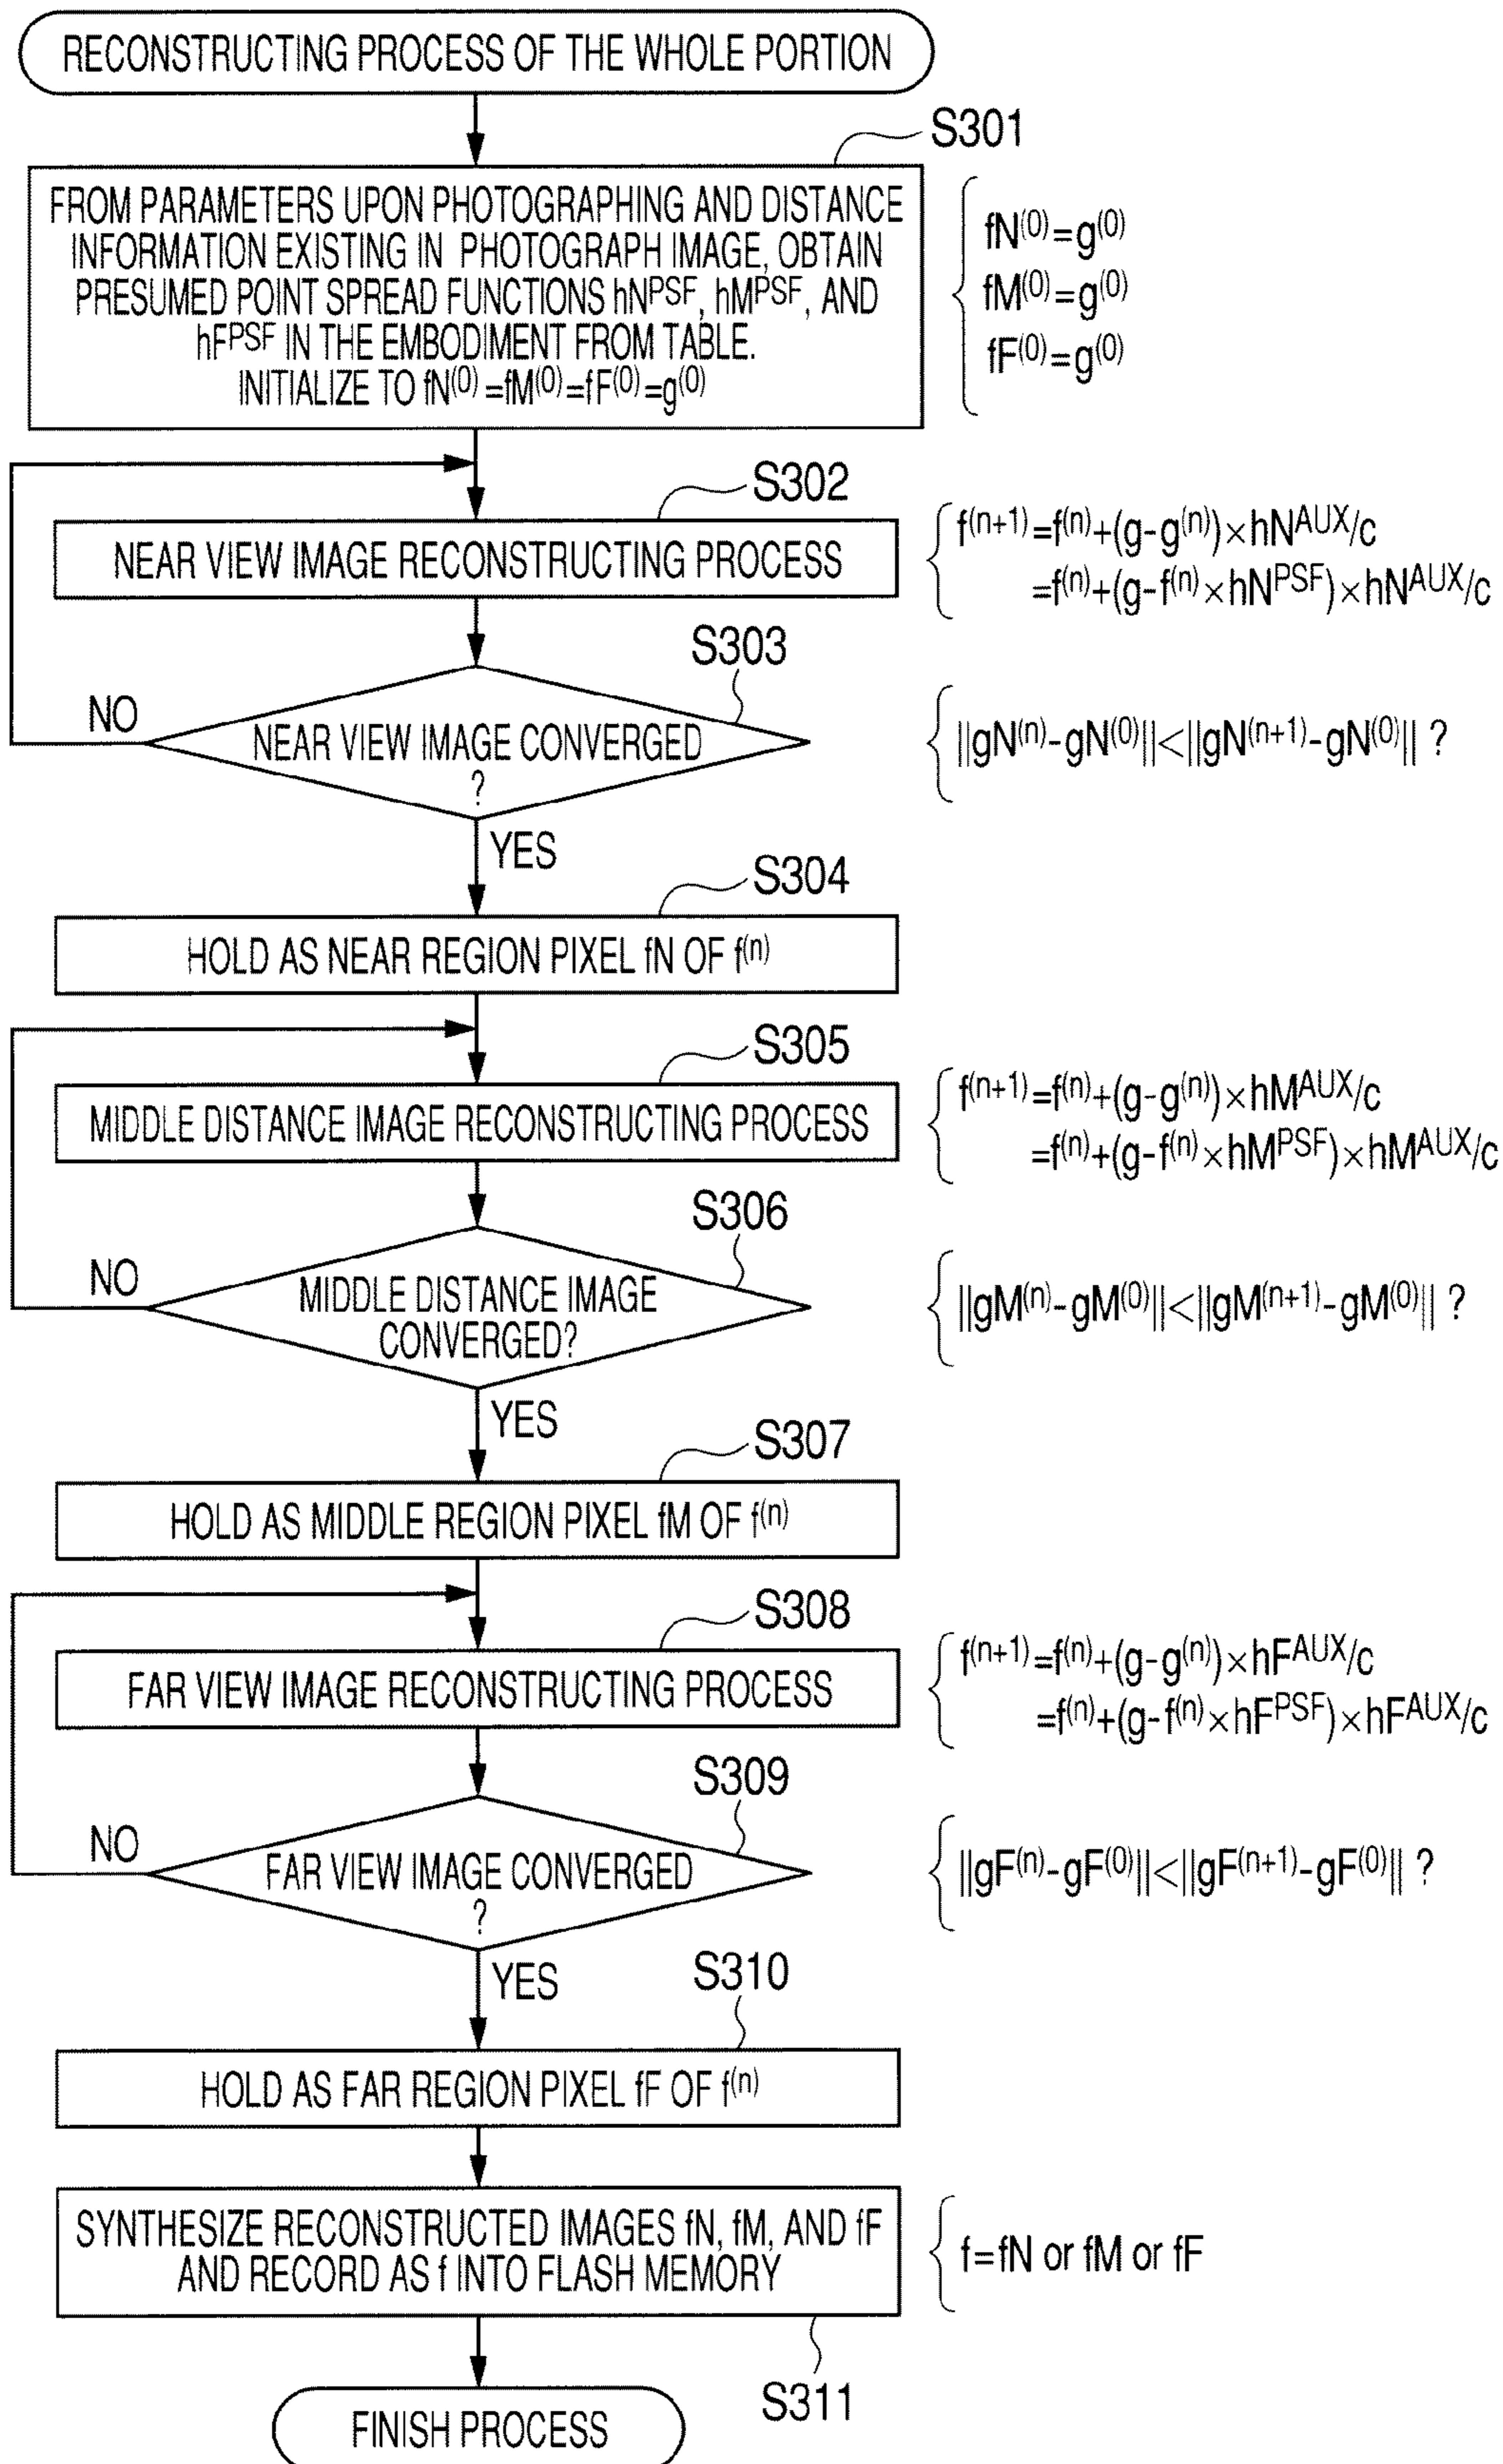 RECONSTRUCTING PROCESS OF THE WHOLE PORTION
S301
FROM PARAMETERS UPON PHOTOGRAPHING AND DISTANCE
INFORMATION EXISTING IN PHOTOGRAPH IMAGE, OBTAIN
PRESUMED POINT SPREAD FUNCTIONS hN^PSF, hM^PSF, AND
hF^PSF IN THE EMBODIMENT FROM TABLE.
INITIALIZE TO fN^(0) =fM^(0) =fF^(0) =g^(0)
fN^(0)=g^(0)
fM^(0)=g^(0)
fF^(0)=g^(0)
S302
NEAR VIEW IMAGE RECONSTRUCTING PROCESS
f^(n+1)=f^(n)+(g-g^(n))×hN^AUX/c
=f^(n)+(g-f^(n)×hN^PSF)×hN^AUX/c
S303
NO
NEAR VIEW IMAGE CONVERGED
?
||gN^(n)-gN^(0)||<||gN^(n+1)-gN^(0)|| ?
YES
S304
HOLD AS NEAR REGION PIXEL fN OF f^(n)
S305
MIDDLE DISTANCE IMAGE RECONSTRUCTING PROCESS
f^(n+1)=f^(n)+(g-g^(n))×hM^AUX/c
=f^(n)+(g-f^(n)×hM^PSF)×hM^AUX/c
S306
NO
MIDDLE DISTANCE IMAGE
CONVERGED?
||gM^(n)-gM^(0)||<||gM^(n+1)-gM^(0)|| ?
YES
S307
HOLD AS MIDDLE REGION PIXEL fM OF f^(n)
S308
FAR VIEW IMAGE RECONSTRUCTING PROCESS
f^(n+1)=f^(n)+(g-g^(n))×hF^AUX/c
=f^(n)+(g-f^(n)×hF^PSF)×hF^AUX/c
S309
NO
FAR VIEW IMAGE CONVERGED
?
||gF^(n)-gF^(0)||<||gF^(n+1)-gF^(0)|| ?
YES
S310
HOLD AS FAR REGION PIXEL fF OF f^(n)
SYNTHESIZE RECONSTRUCTED IMAGES fN, fM, AND fF
AND RECORD AS f INTO FLASH MEMORY
f=fN or fM or fF
S311
FINISH PROCESS